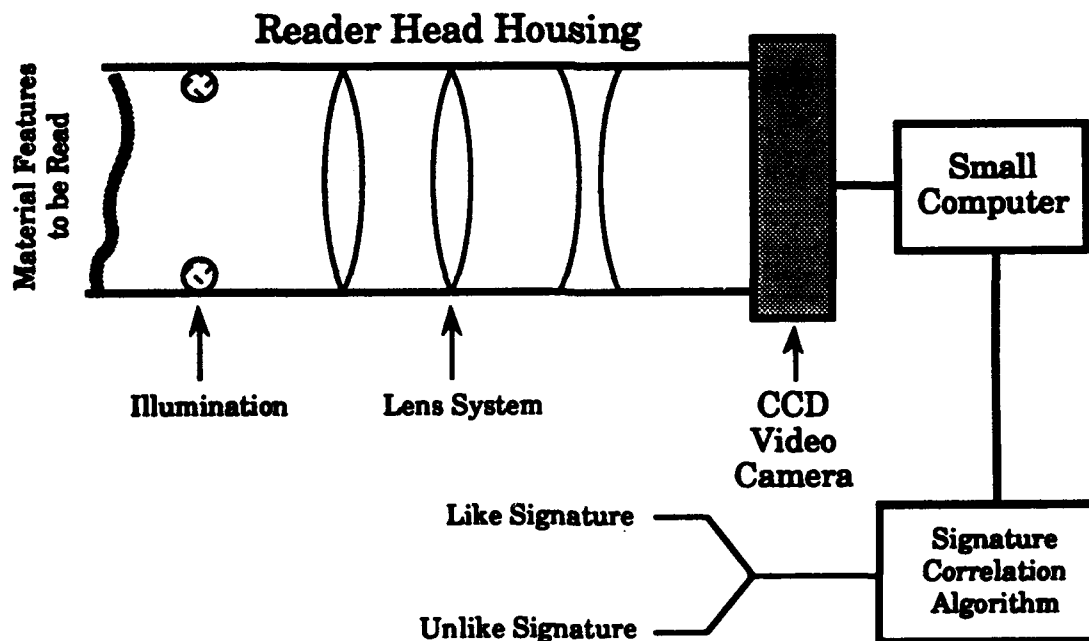 Reader Head Housing
Material Features
to be Read
Small
Computer
Illumination
Lens System
CCD
Video
Camera
Like Signature
Unlike Signature
Signature
Correlation
Algorithm